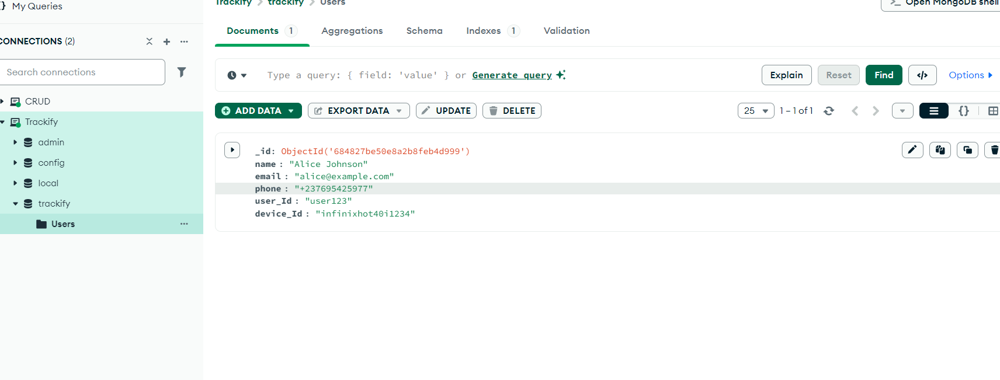 My Queries
CONNECTIONS (2)
Search connections
CRUD
Trackify
admin
config
local
trackify
Users
Trackify > trackify > Users
Open MongoDB shell
Documents 1 Aggregations Schema Indexes 1 Validation
Type a query: { field: 'value' } or Generate query
Explain Reset Find </> Options
ADD DATA EXPORT DATA UPDATE DELETE
25 1 – 1 of 1
_id: ObjectId('684827be50e8a2b8feb4d999')
name : "Alice Johnson"
email : "alice@example.com"
phone : "+237695425977"
user_Id : "user123"
device_Id : "infinixhot40i1234"